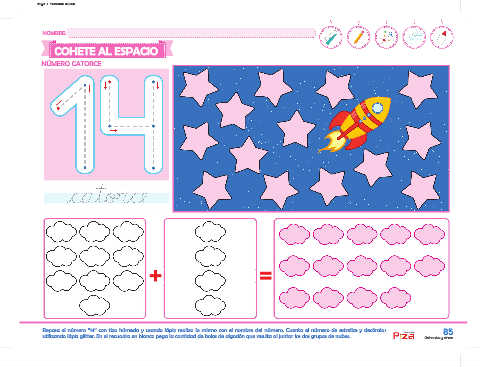 NOMBRE:
COHETE AL ESPACIO
NÚMERO CATORCE
14
catorce
+
=
Repasa el número "14" con tiza húmeda y usando lápiz realiza lo mismo con el nombre del número. Cuenta el número de estrellas y decóralas
utilizando lápiz glitter. En el recuadro en blanco pega la cantidad de bolas de algodón que resulta al juntar los dos grupos de nubes.
85